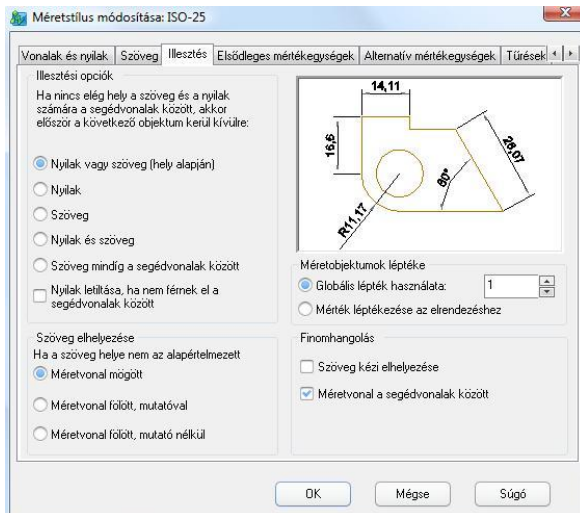 Méretstílus módosítása: ISO-25
Vonalak és nyilak
Szöveg
Illesztés
Elsődleges mértékegységek
Alternatív mértékegységek
Tűrések
Illesztési opciók
Ha nincs elég hely a szöveg és a nyilak
számára a segédvonalak között, akkor
először a következő objektum kerül kívülre:
Nyilak vagy szöveg (hely alapján)
Nyilak
Szöveg
Nyilak és szöveg
Szöveg mindíg a segédvonalak között
Nyilak letiltása, ha nem férnek el a
segédvonalak között
Szöveg elhelyezése
Ha a szöveg helye nem az alapértelmezett
Méretvonal mögött
Méretvonal fölött, mutatóval
Méretvonal fölött, mutató nélkül
14,11
16,6
28,07
60°
R11,17
Méretobjektumok léptéke
Globális lépték használata:
1
Mérték léptékezése az elrendezéshez
Finomhangolás
Szöveg kézi elhelyezése
Méretvonal a segédvonalak között
OK
Mégse
Súgó